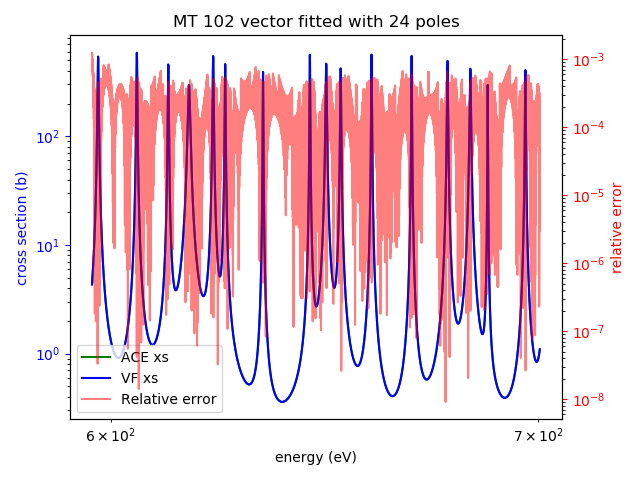 MT 102 vector fitted with 24 poles
cross section (b)
10²
10¹
10⁰
10⁻³
10⁻⁴
10⁻⁵
10⁻⁶
10⁻⁷
10⁻⁸
relative error
ACE xs
VF xs
Relative error
6 × 10²
7 × 10²
energy (eV)